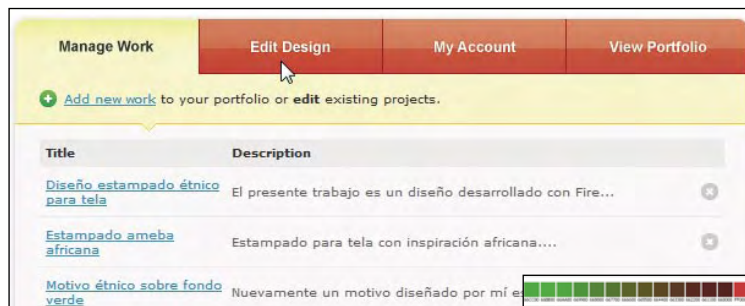 Manage Work Edit Design My Account View Portfolio
Add new work to your portfolio or edit existing projects.
Title Description
Diseño estampado étnico
para tela
El presente trabajo es un diseño desarrollado con Fire...
Estampado ameba
africana
Estampado para tela con inspiración africana....
Motivo étnico sobre fondo
verde
Nuevamente un motivo diseñado por mí